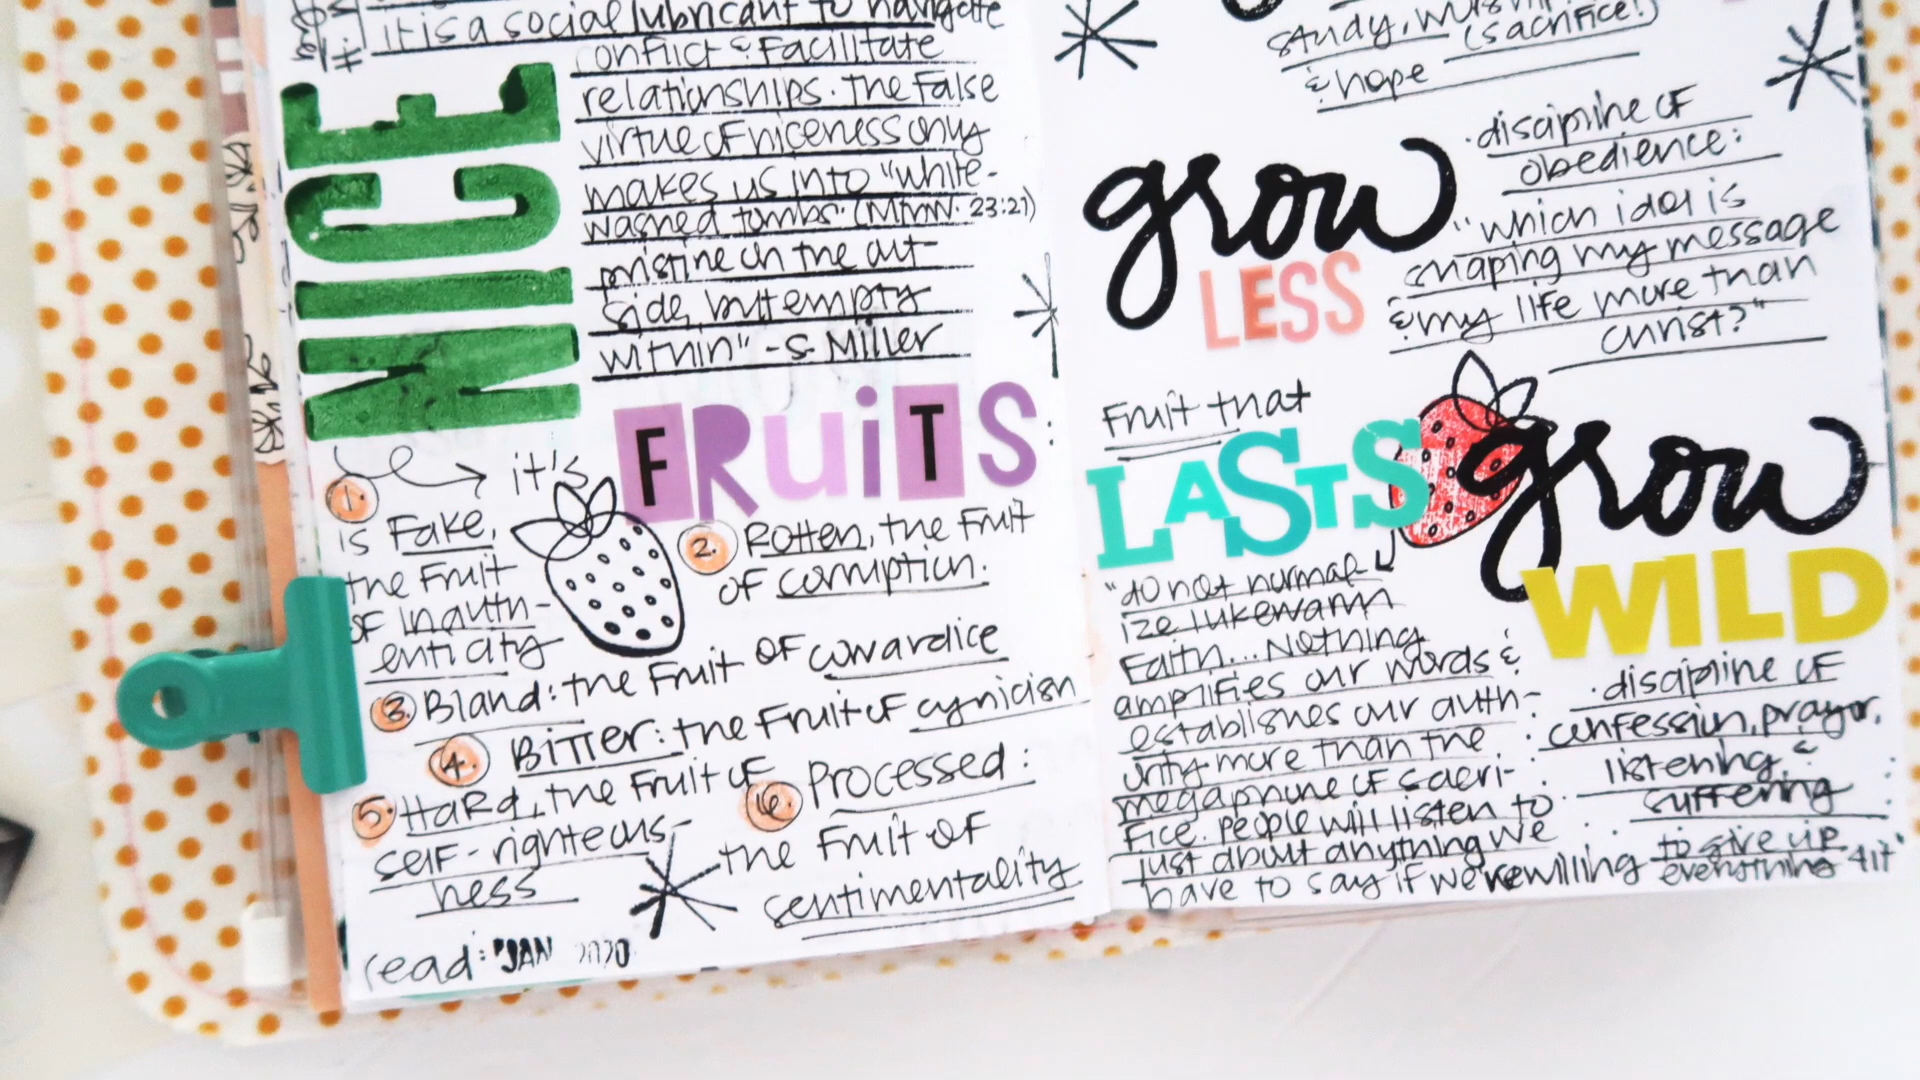 it is a social lubricant to navigate
conflict & facilitate
relationships. the false
virtue of niceness only
makes us into "white-
washed tombs" (Matt. 23:27)
pristine on the out-
side, but empty
within" -S Miller
NICE
it's
FRUITS:
1. is Fake,
the fruit
of inauth-
enticity
2. Rotten, the fruit
of corruption.
3. Bland: the fruit of cowardice
4. Bitter: the fruit of cynicism
5. Hard, the fruit of
self-righteous-
ness
6. Processed:
the fruit of
sentimentality
read: JAN 2020
study, worship
(sacrifice!)
& hope
grow
LESS
·discipline of
obedience:
"which idol is
shaping my message
& my life more than
christ?"
Fruit that
LASTS
"do not normal-
ize lukewarm
Faith... Nothing
amplifies our words &
establishes our auth-
ority more than the
megaphone of sacri-
fice. people will listen to
just about anything we
have to say if we're willing
to give up
everything 4 it"
grow
WILD
·discipline of
confession, prayer,
listening, &
suffering